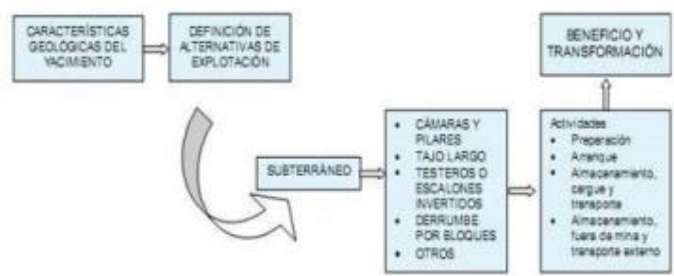 CARACTERÍSTICAS
GEOLÓGICAS DEL
YACIMIENTO
DEFINICIÓN DE
ALTERNATIVAS DE
EXPLOTACIÓN
BENEFICIO Y
TRANSFORMACIÓN
SUBTERRÁNEO
• CÁMARAS Y
PILARES
• TAJO LARGO
• TESTEROS O
ESCALONES
INVERTIDOS
• DERRUMBE
POR BLOQUES
• OTROS
Actividades
• Preparación
• Arranque
• Almacenamiento,
cargue y
transporte
• Almacenamiento,
fuera de mina y
transporte externo